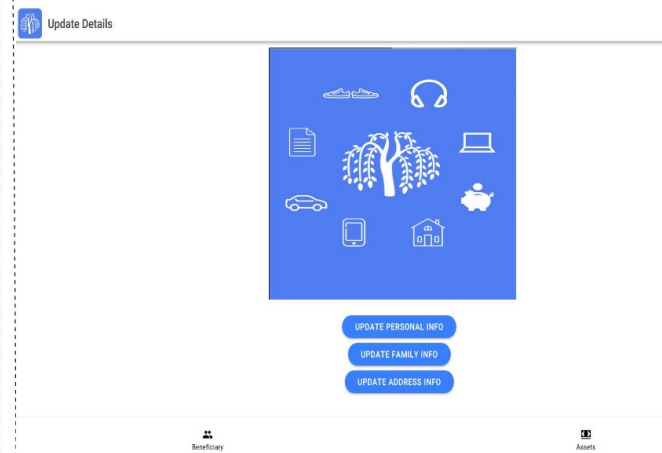 Update Details
UPDATE PERSONAL INFO
UPDATE FAMILY INFO
UPDATE ADDRESS INFO
Beneficiary
Assets